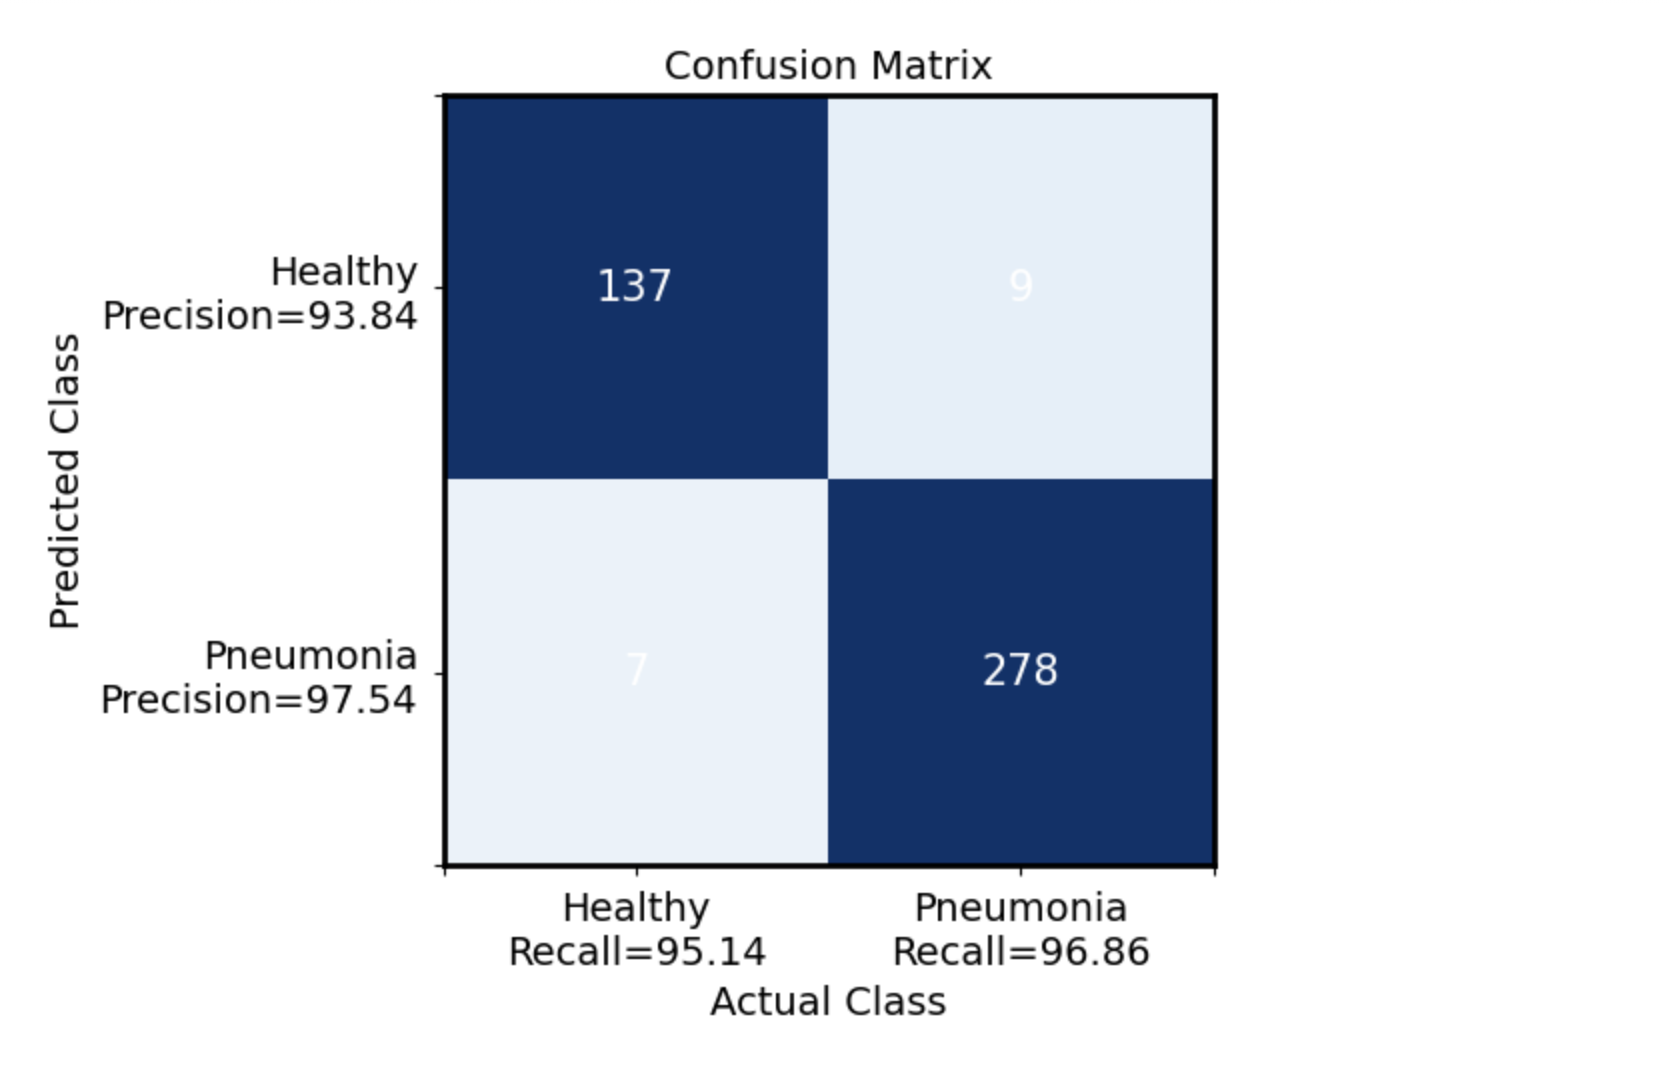 Confusion Matrix
Predicted Class
Healthy
Precision=93.84
137
9
Pneumonia
Precision=97.54
7
278
Healthy
Recall=95.14
Pneumonia
Recall=96.86
Actual Class